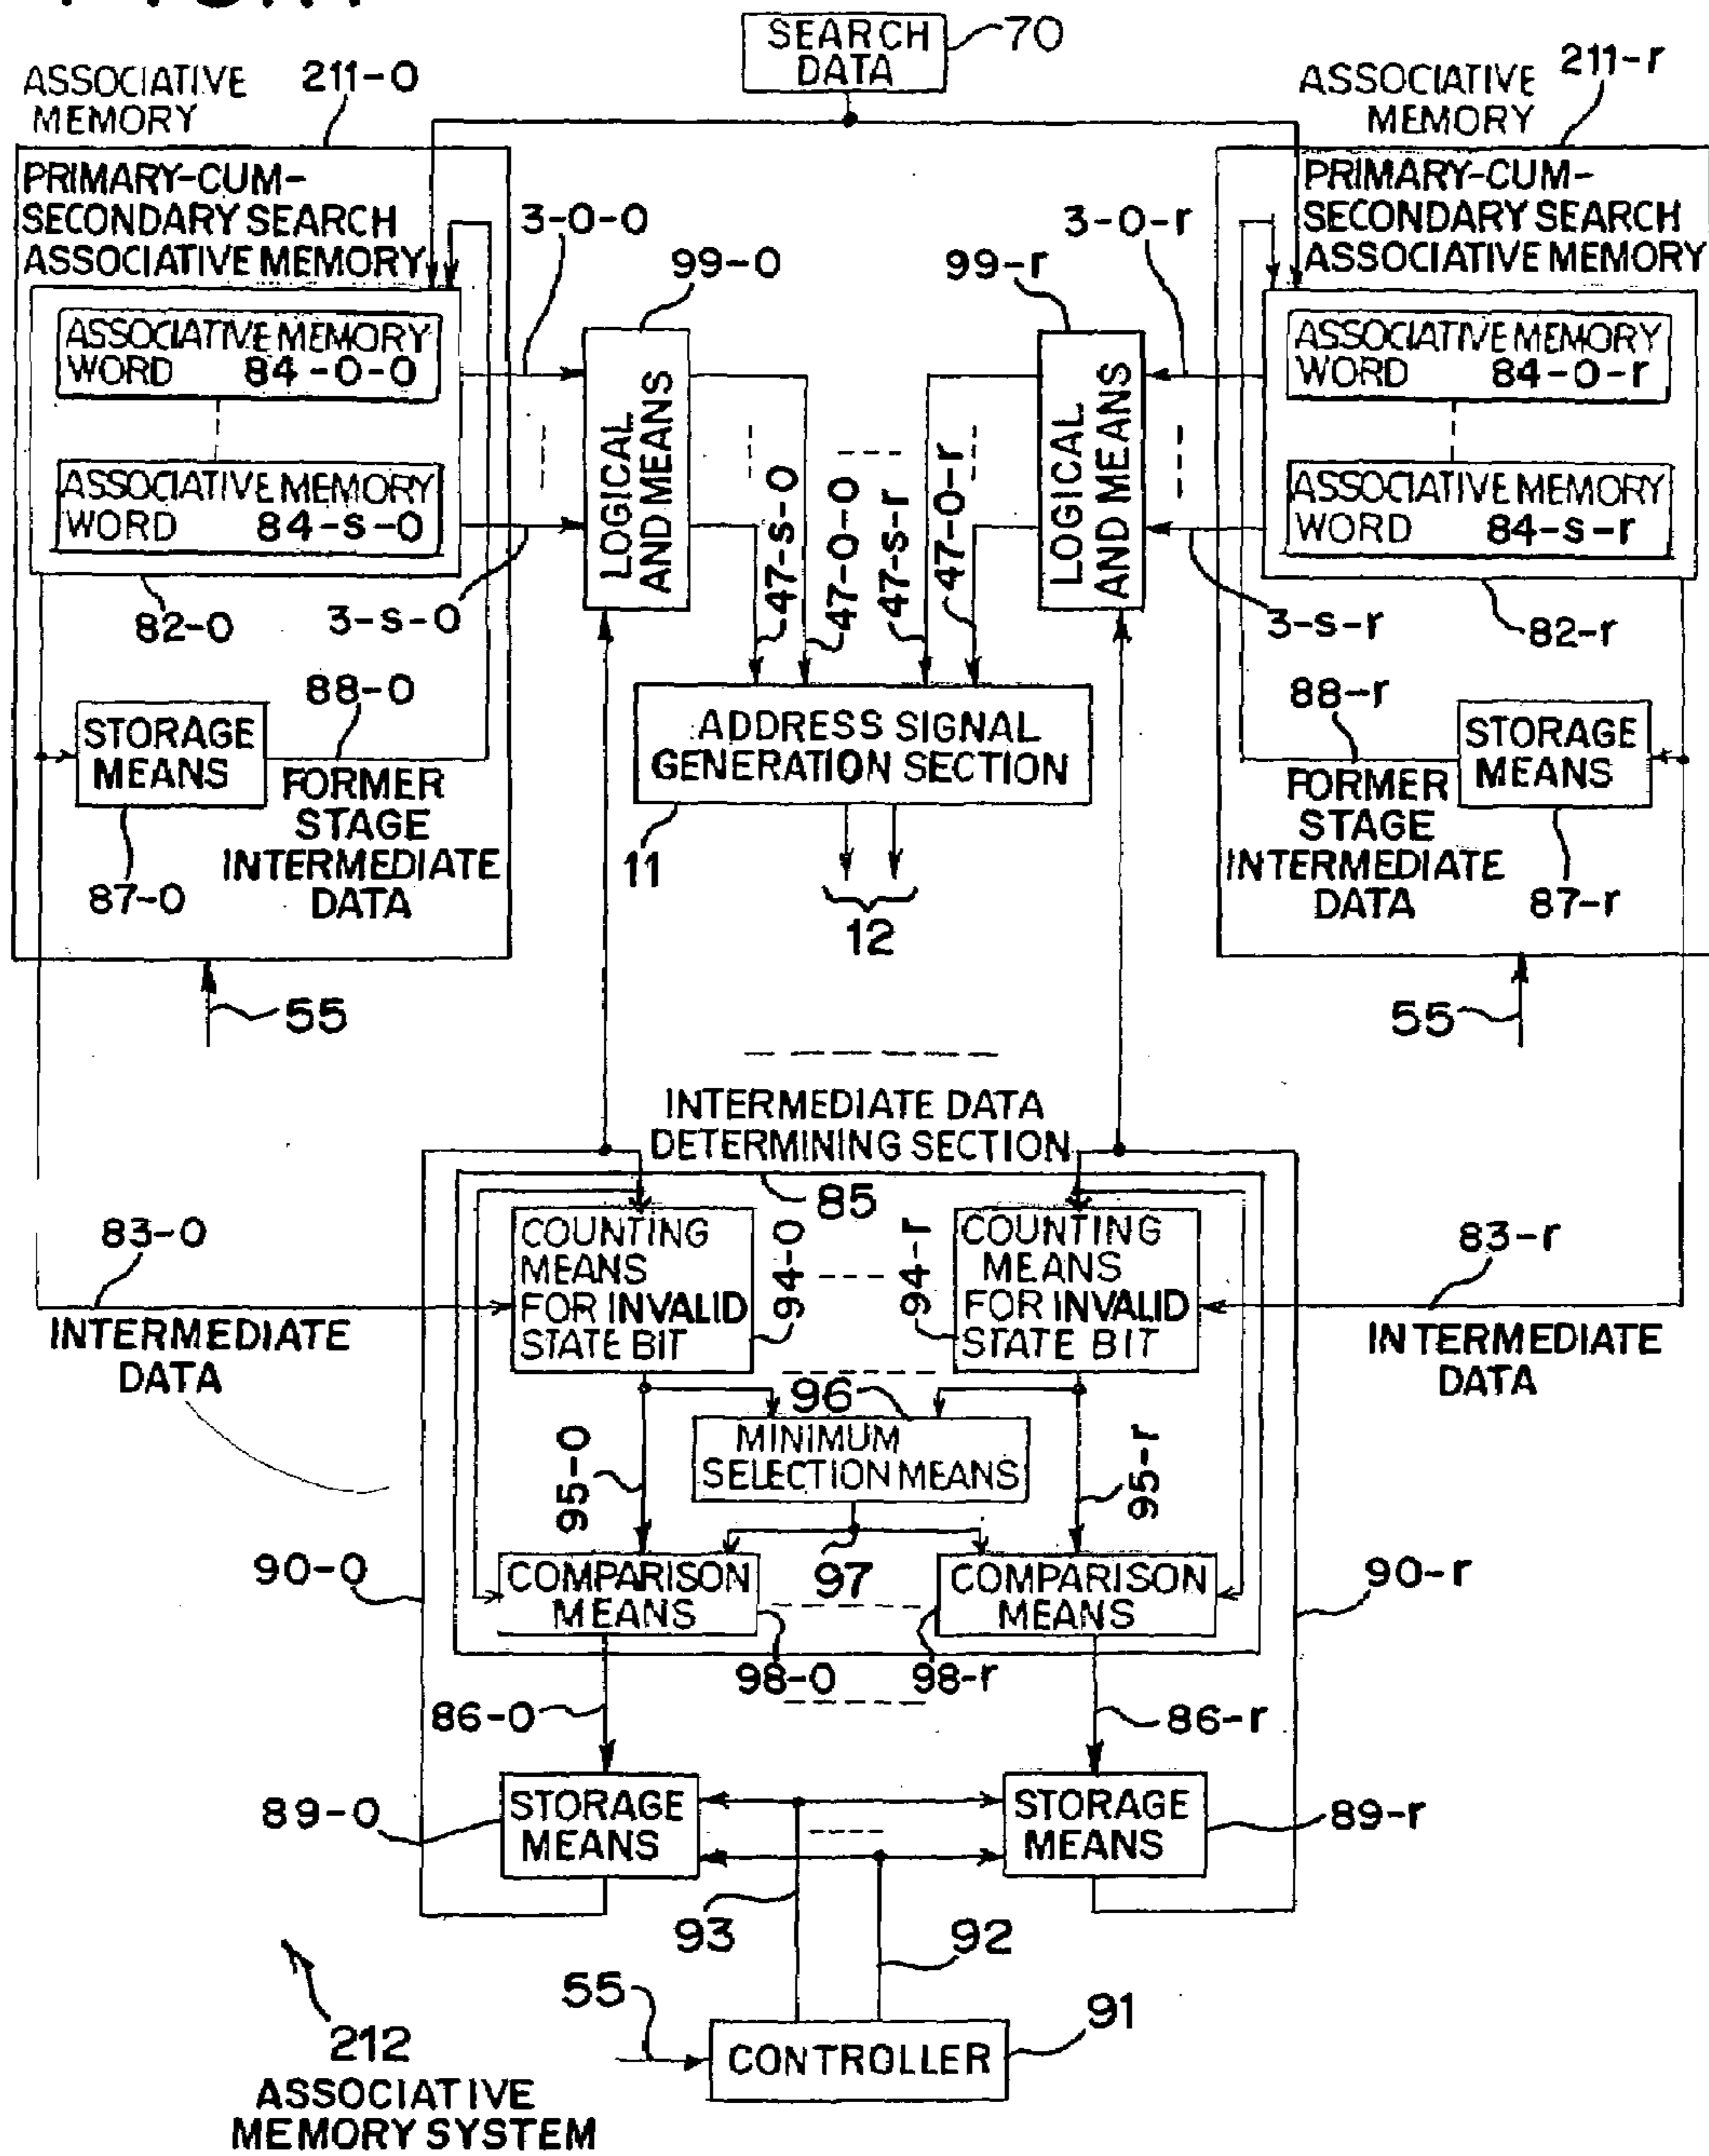 SEARCH
DATA
70
ASSOCIATIVE
MEMORY
211-0
ASSOCIATIVE
MEMORY
211-r
PRIMARY-CUM-
SECONDARY SEARCH
ASSOCIATIVE MEMORY
PRIMARY-CUM-
SECONDARY SEARCH
ASSOCIATIVE MEMORY
3-0-0
99-0
3-0-r
99-r
ASSOCIATIVE MEMORY
WORD 84-0-0
ASSOCIATIVE MEMORY
WORD 84-s-0
LOGICAL
AND MEANS
LOGICAL
AND MEANS
ASSOCIATIVE MEMORY
WORD 84-0-r
ASSOCIATIVE MEMORY
WORD 84-s-r
47-s-0
47-0-0
47-s-r
47-0-r
82-0
3-s-0
3-s-r
82-r
88-0
STORAGE
MEANS
FORMER
STAGE
INTERMEDIATE
DATA
87-0
ADDRESS SIGNAL
GENERATION SECTION
11
12
88-r
STORAGE
MEANS
FORMER
STAGE
INTERMEDIATE
DATA
87-r
55
55
INTERMEDIATE DATA
DETERMINING SECTION
85
83-0
INTERMEDIATE
DATA
COUNTING
MEANS
FOR INVALID
STATE BIT
94-0
94-r
COUNTING
MEANS
FOR INVALID
STATE BIT
83-r
INTERMEDIATE
DATA
96
MINIMUM
SELECTION MEANS
95-0
95-r
90-0
COMPARISON
MEANS
97
COMPARISON
MEANS
90-r
98-0
98-r
86-0
86-r
89-0
STORAGE
MEANS
STORAGE
MEANS
89-r
93
92
55
91
CONTROLLER
212
ASSOCIATIVE
MEMORY SYSTEM